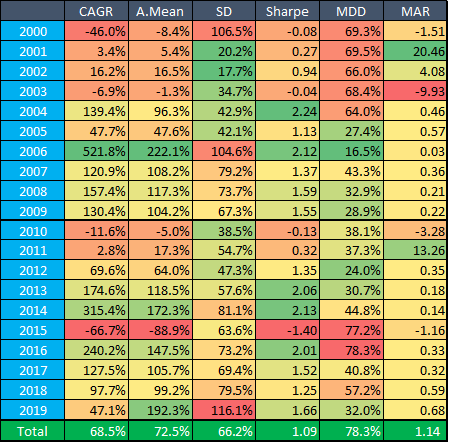 CAGR A.Mean SD Sharpe MDD MAR
2000 -46.0% -8.4% 106.5% -0.08 69.3% -1.51
2001 3.4% 5.4% 20.2% 0.27 69.5% 20.46
2002 16.2% 16.5% 17.7% 0.94 66.0% 4.08
2003 -6.9% -1.3% 34.7% -0.04 68.4% -9.93
2004 139.4% 96.3% 42.9% 2.24 64.0% 0.46
2005 47.7% 47.6% 42.1% 1.13 27.4% 0.57
2006 521.8% 222.1% 104.6% 2.12 16.5% 0.03
2007 120.9% 108.2% 79.2% 1.37 43.3% 0.36
2008 157.4% 117.3% 73.7% 1.59 32.9% 0.21
2009 130.4% 104.2% 67.3% 1.55 28.9% 0.22
2010 -11.6% -5.0% 38.5% -0.13 38.1% -3.28
2011 2.8% 17.3% 54.7% 0.32 37.3% 13.26
2012 69.6% 64.0% 47.3% 1.35 24.0% 0.35
2013 174.6% 118.5% 57.6% 2.06 30.7% 0.18
2014 315.4% 172.3% 81.1% 2.13 44.8% 0.14
2015 -66.7% -88.9% 63.6% -1.40 77.2% -1.16
2016 240.2% 147.5% 73.2% 2.01 78.3% 0.33
2017 127.5% 105.7% 69.4% 1.52 40.8% 0.32
2018 97.7% 99.2% 79.5% 1.25 57.2% 0.59
2019 47.1% 192.3% 116.1% 1.66 32.0% 0.68
Total 68.5% 72.5% 66.2% 1.09 78.3% 1.14